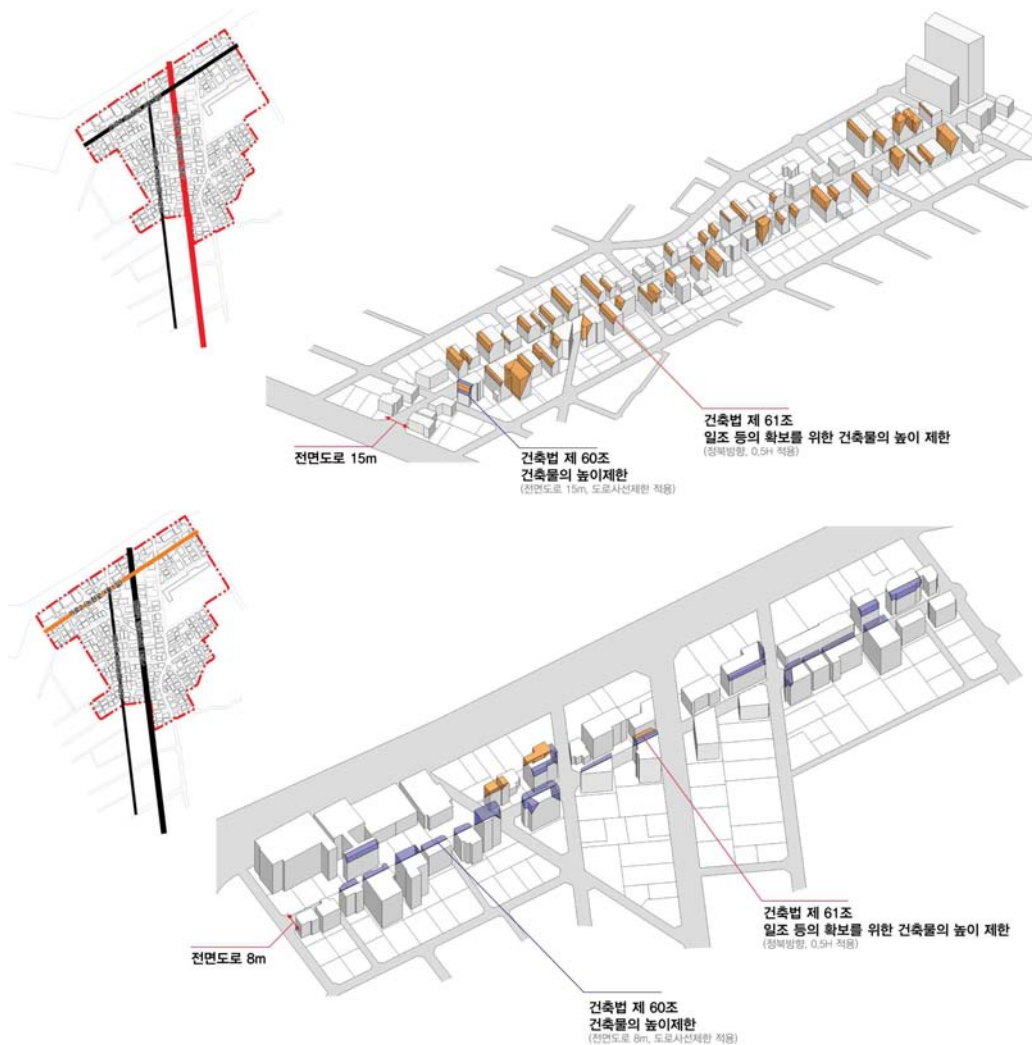 건축법 제 61조
일조 등의 확보를 위한 건축물의 높이 제한
(정북방향, 0.5H 적용)
전면도로 15m
건축법 제 60조
건축물의 높이제한
(전면도로 15m, 도로사선제한 적용)
건축법 제 61조
일조 등의 확보를 위한 건축물의 높이 제한
(정북방향, 0.5H 적용)
전면도로 8m
건축법 제 60조
건축물의 높이제한
(전면도로 8m, 도로사선제한 적용)